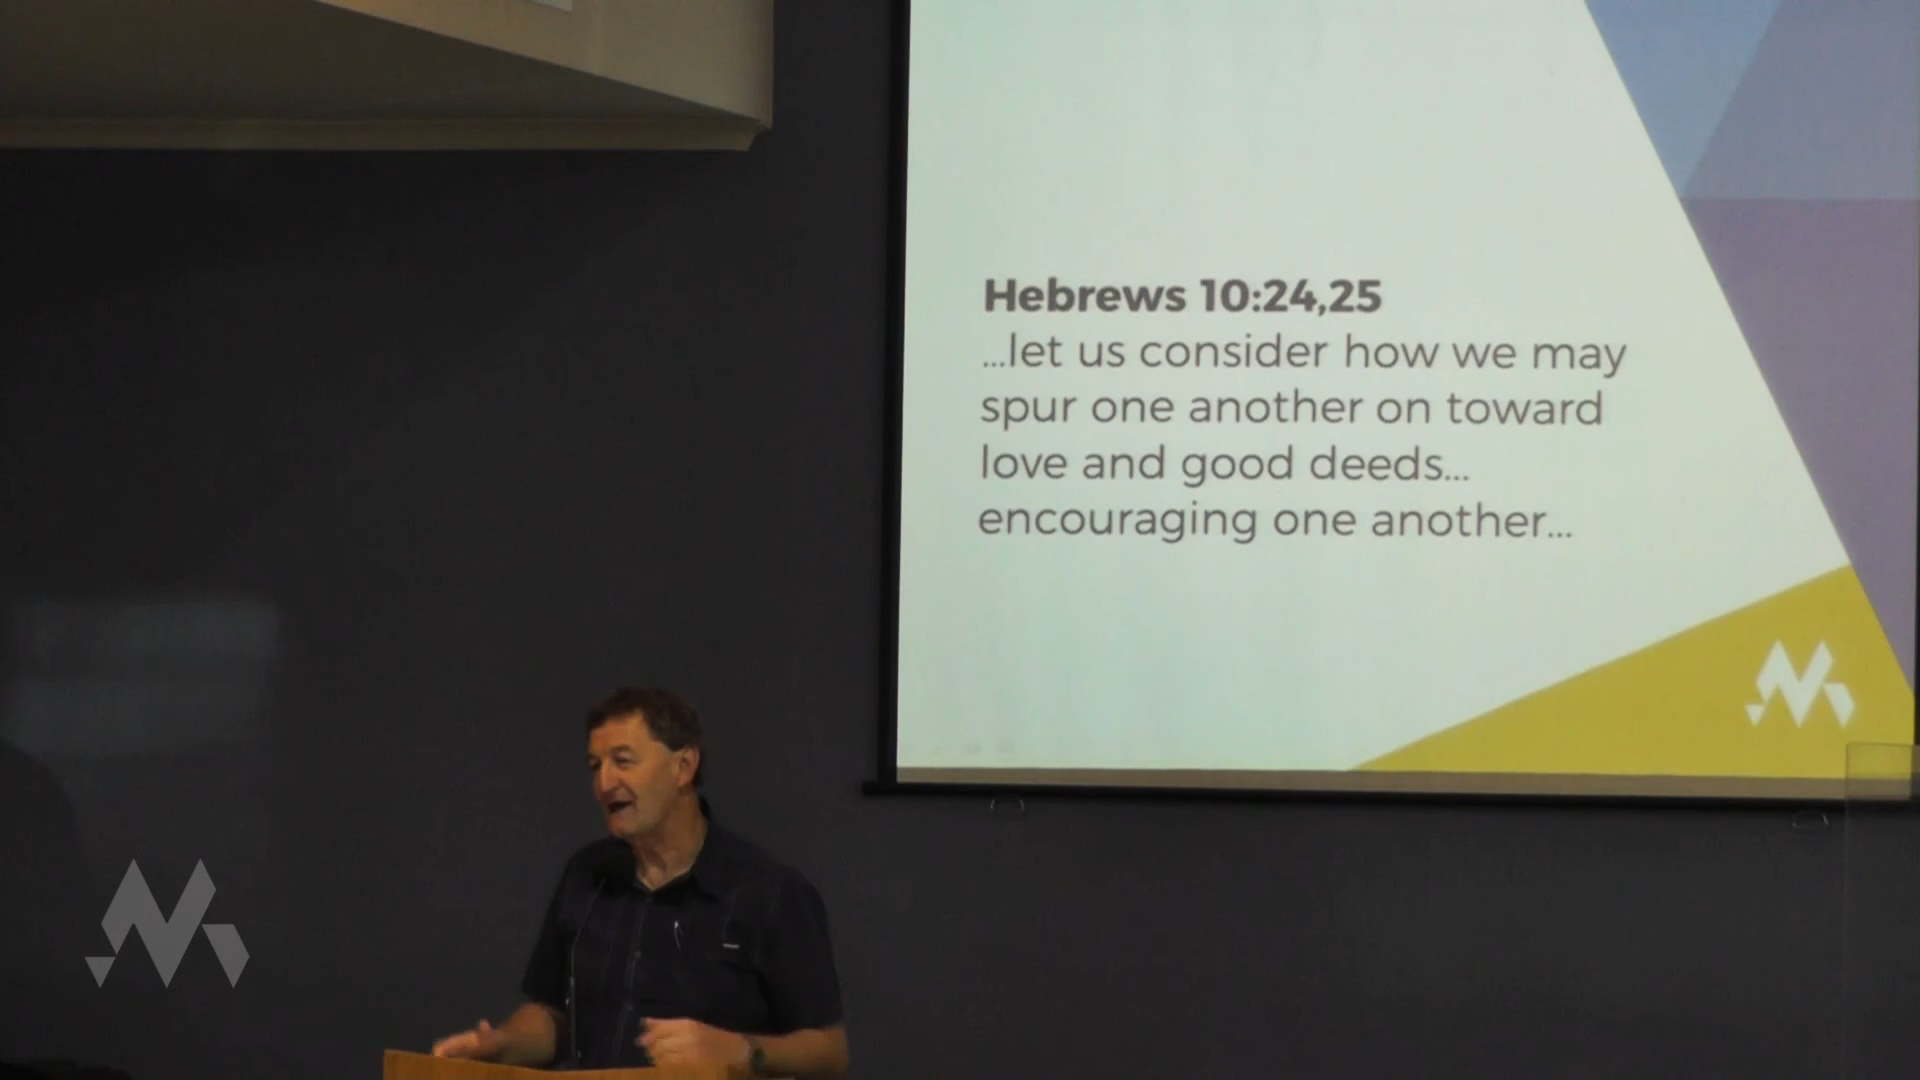 Hebrews 10:24,25
...let us consider how we may
spur one another on toward
love and good deeds...
encouraging one another...